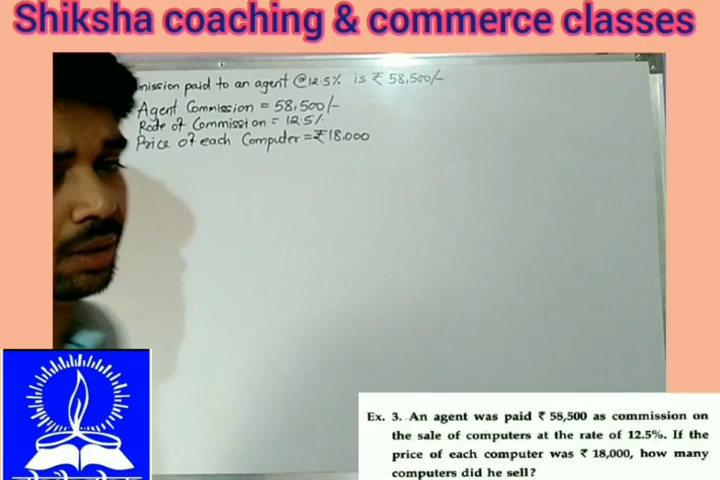 Shiksha coaching & commerce classes
mission paid to an agent @12.5% is ₹ 58,500/-
Agent Commission = 58,500/-
Rate of Commission = 12.5%
Price of each Computer = ₹18,000
Ex. 3. An agent was paid ₹ 58,500 as commission on
the sale of computers at the rate of 12.5%. If the
price of each computer was ₹ 18,000, how many
computers did he sell?